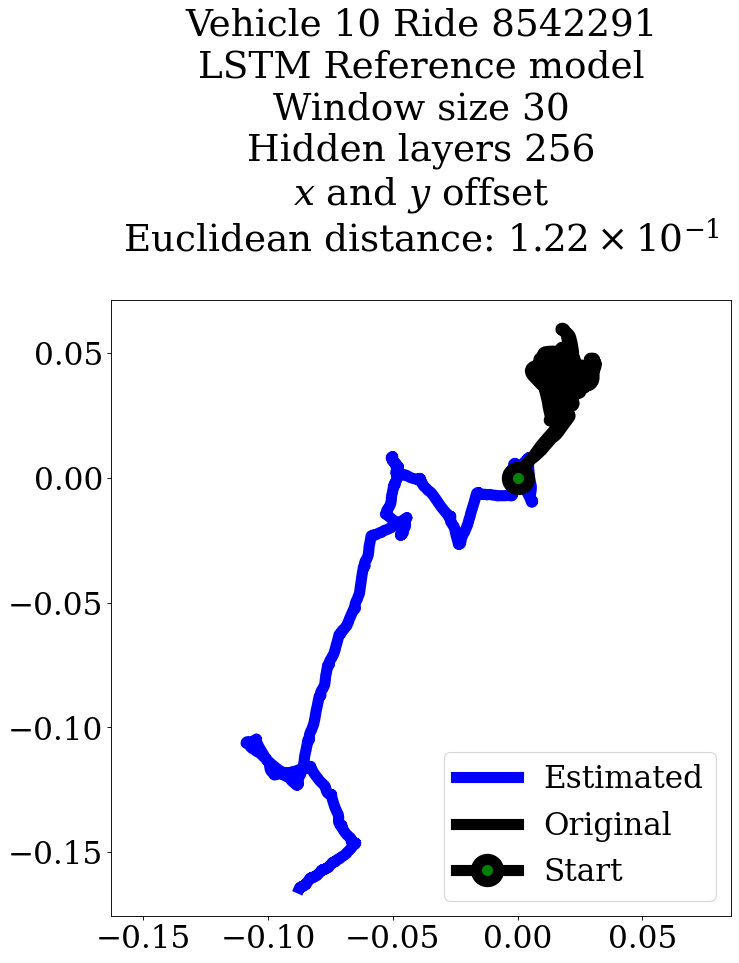 Vehicle 10 Ride 8542291
LSTM Reference model
Window size 30
Hidden layers 256
x and y offset
Euclidean distance: 1.22 × 10⁻¹
0.05
0.00
−0.05
−0.10
−0.15
Estimated
Original
Start
−0.15 −0.10 −0.05 0.00 0.05